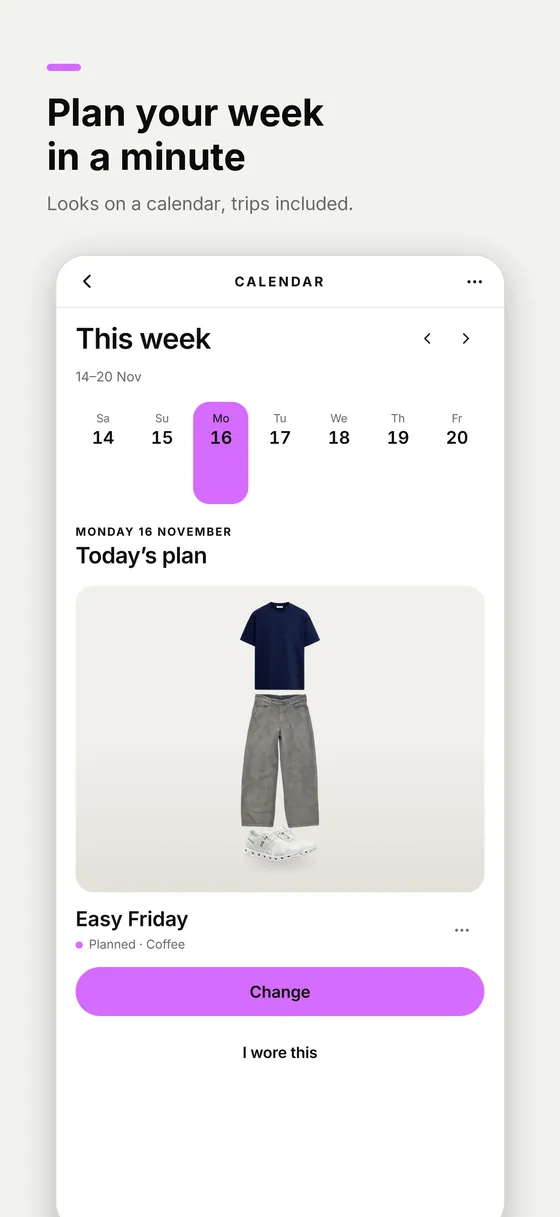 Plan your week
in a minute
Looks on a calendar, trips included.
CALENDAR
This week
14–20 Nov
Sa Su Mo Tu We Th Fr
14 15 16 17 18 19 20
MONDAY 16 NOVEMBER
Today’s plan
Easy Friday
Planned · Coffee
Change
I wore this